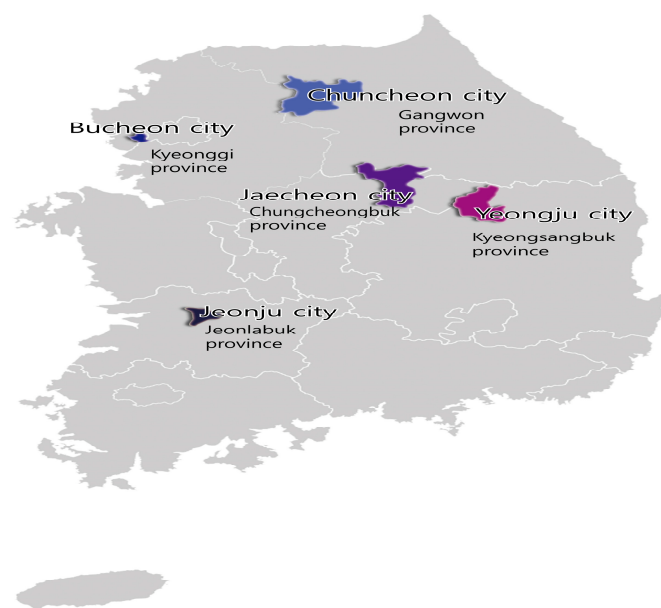 Chuncheon city
Gangwon
province
Bucheon city
Kyeonggi
province
Jaecheon city
Chungcheongbuk
province
Yeongju city
Kyeongsangbuk
province
Jeonju city
Jeonlabuk
province